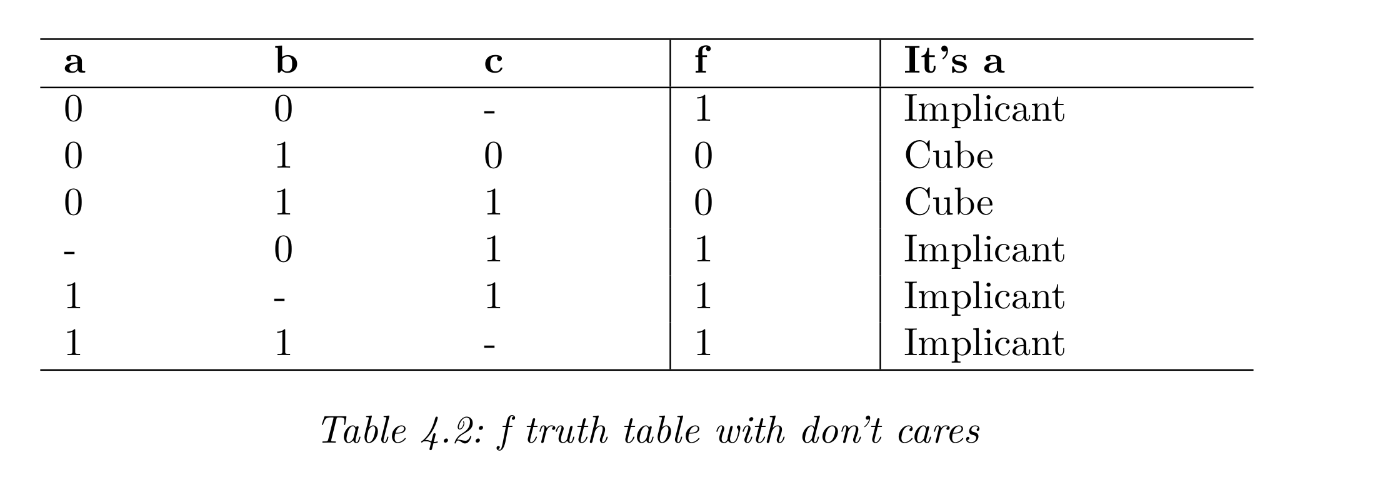 a b c f It's a
0 0 - 1 Implicant
0 1 0 0 Cube
0 1 1 0 Cube
- 0 1 1 Implicant
1 - 1 1 Implicant
1 1 - 1 Implicant
Table 4.2: f truth table with don't cares